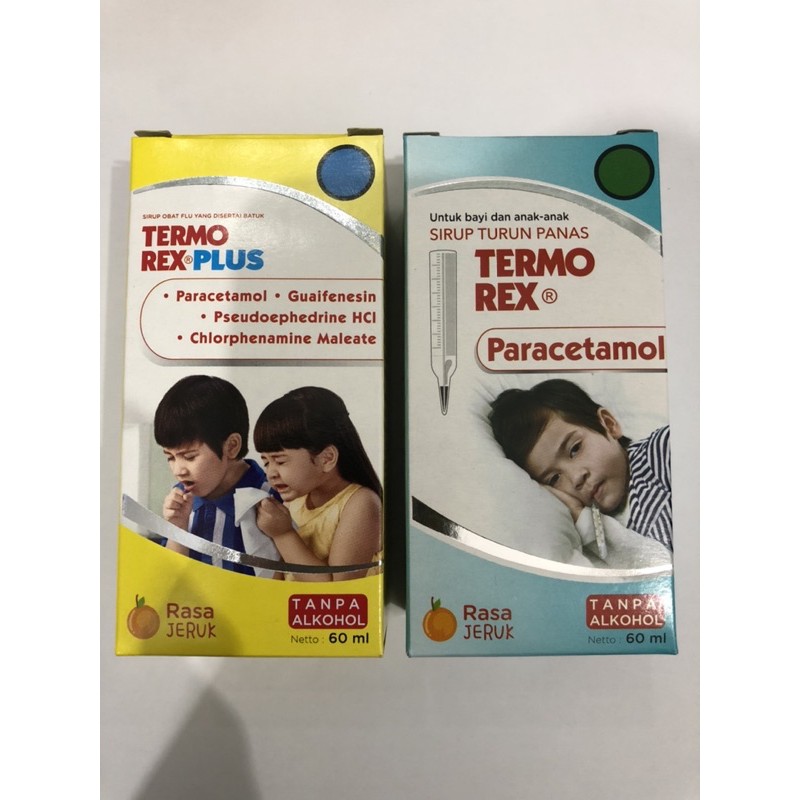 SIRUP OBAT FLU YANG DISERTAI BATUK
TERMO
REX®PLUS
• Paracetamol • Guaifenesin
• Pseudoephedrine HCl
• Chlorphenamine Maleate
Rasa
JERUK
TANPA
ALKOHOL
Netto : 60 ml
Untuk bayi dan anak-anak
SIRUP TURUN PANAS
TERMO
REX®
Paracetamol
Rasa
JERUK
TANPA
ALKOHOL
Netto : 60 ml